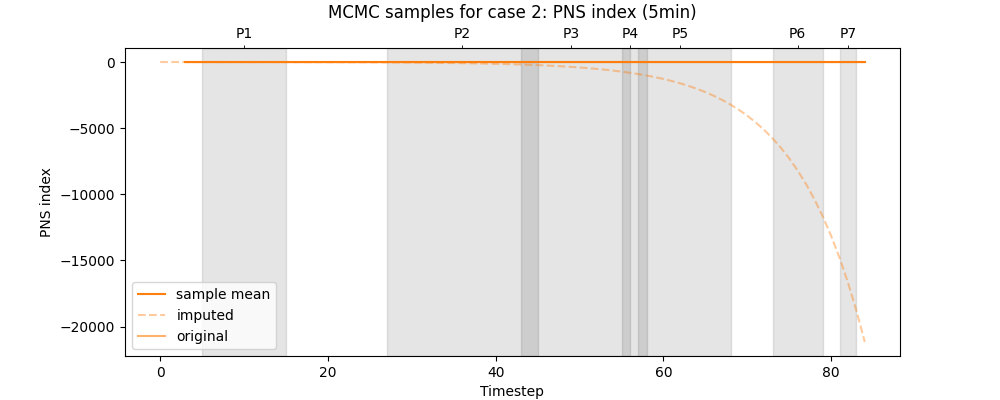 MCMC samples for case 2: PNS index (5min)
P1 P2 P3 P4 P5 P6 P7
0
−5000
−10000
−15000
−20000
PNS index
sample mean
imputed
original
0 20 40 60 80
Timestep